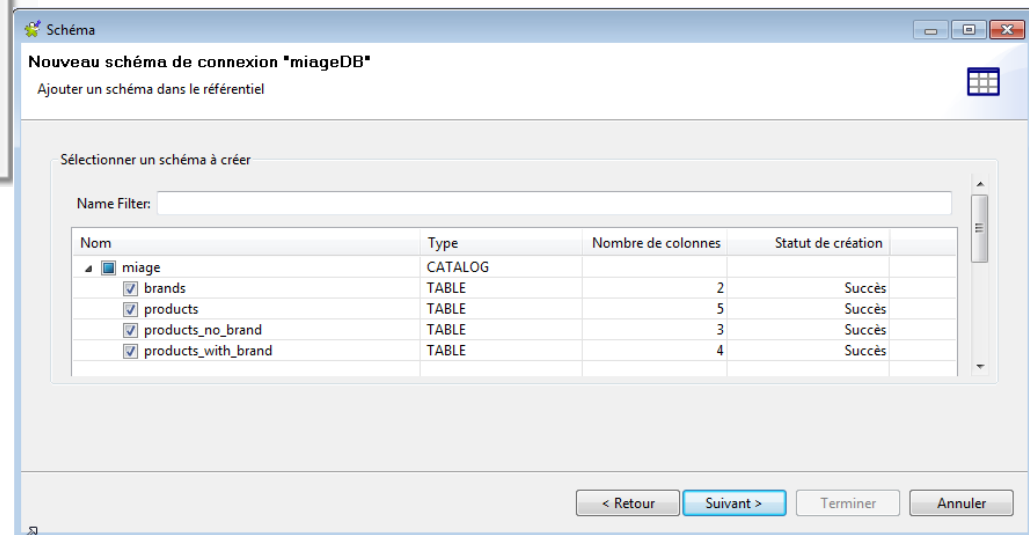 Schéma
Nouveau schéma de connexion "miageDB"
Ajouter un schéma dans le référentiel
Sélectionner un schéma à créer
Name Filter:
Nom Type Nombre de colonnes Statut de création
miage CATALOG
brands TABLE 2 Succès
products TABLE 5 Succès
products_no_brand TABLE 3 Succès
products_with_brand TABLE 4 Succès
< Retour Suivant > Terminer Annuler